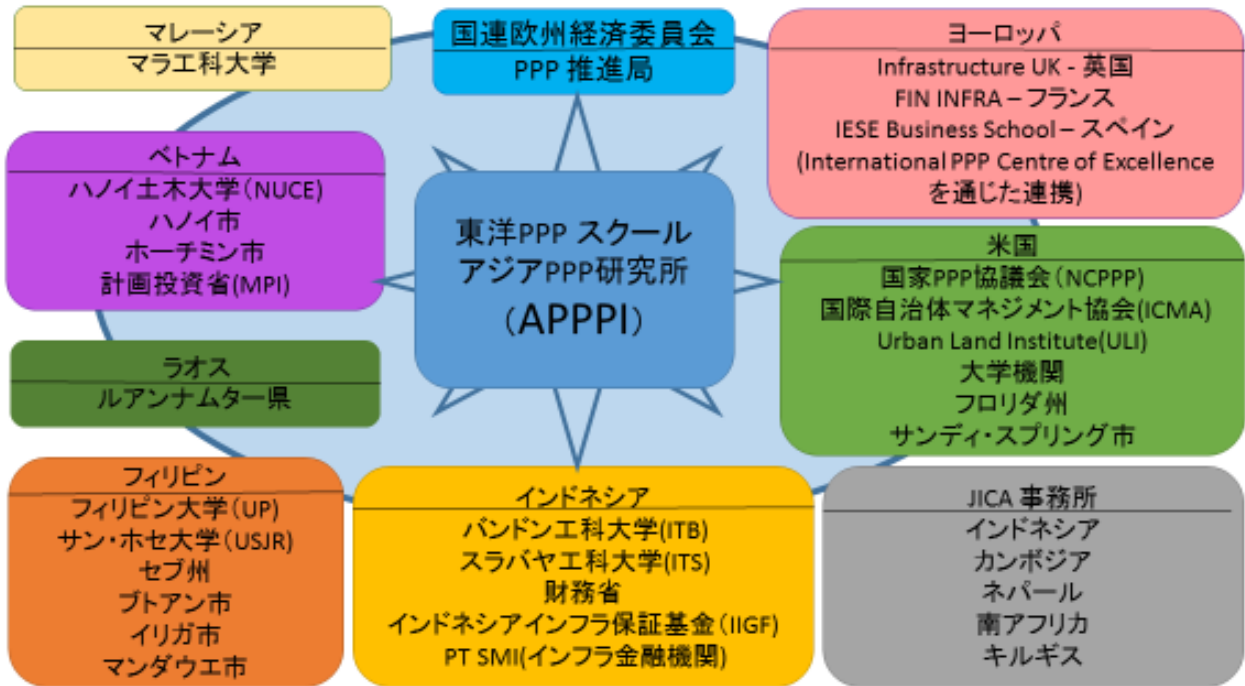 マレーシア
マラエ科大学
国連欧州経済委員会
PPP 推進局
ヨーロッパ
Infrastructure UK - 英国
FIN INFRA – フランス
IESE Business School – スペイン
(International PPP Centre of Excellence
を通じた連携)
ベトナム
ハノイ土木大学（NUCE)
ハノイ市
ホーチミン市
計画投資省(MPI)
東洋PPP スクール
アジアPPP研究所
（APPPI）
米国
国家PPP協議会（NCPPP)
国際自治体マネジメント協会(ICMA)
Urban Land Institute(ULI)
大学機関
フロリダ州
サンディ・スプリング市
ラオス
ルアンナムター県
フィリピン
フィリピン大学（UP)
サン・ホセ大学（USJR)
セブ州
ブトアン市
イリガ市
マンダウエ市
インドネシア
バンドン工科大学(ITB)
スラバヤ工科大学(ITS)
財務省
インドネシアインフラ保証基金（IIGF)
PT SMI(インフラ金融機関)
JICA 事務所
インドネシア
カンボジア
ネパール
南アフリカ
キルギス